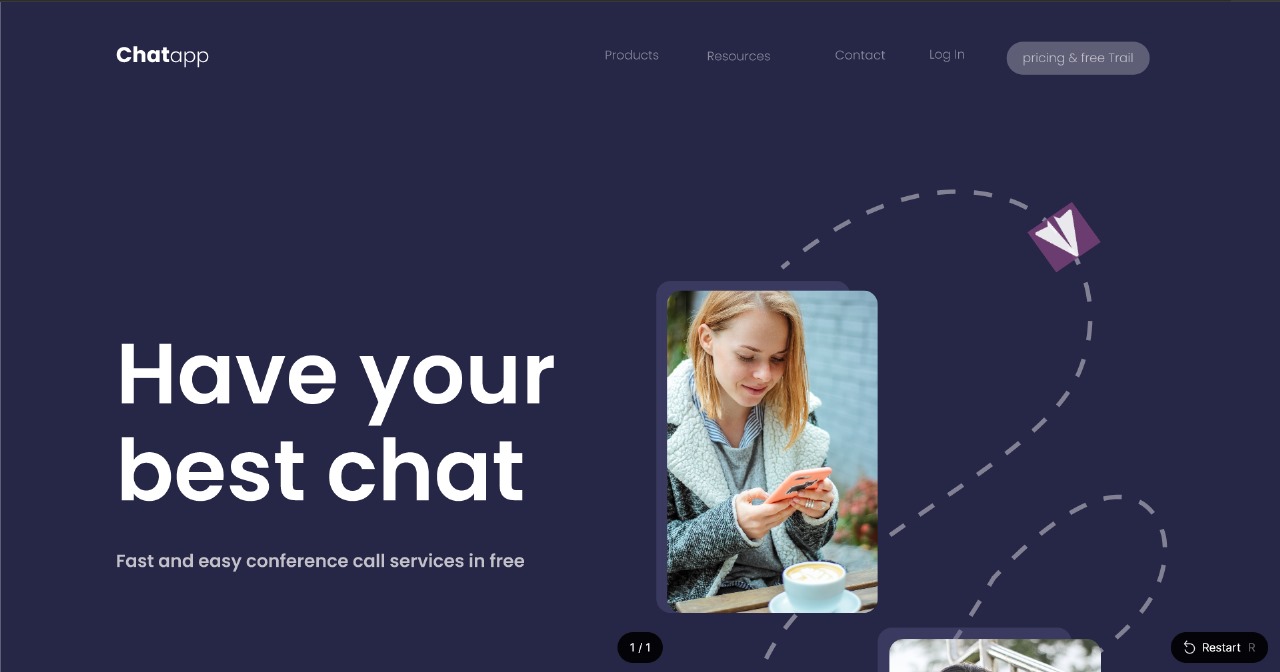 Chatapp
Products
Resources
Contact
Log In
pricing & free Trail
Have your
best chat
Fast and easy conference call services in free
1 / 1
Restart R